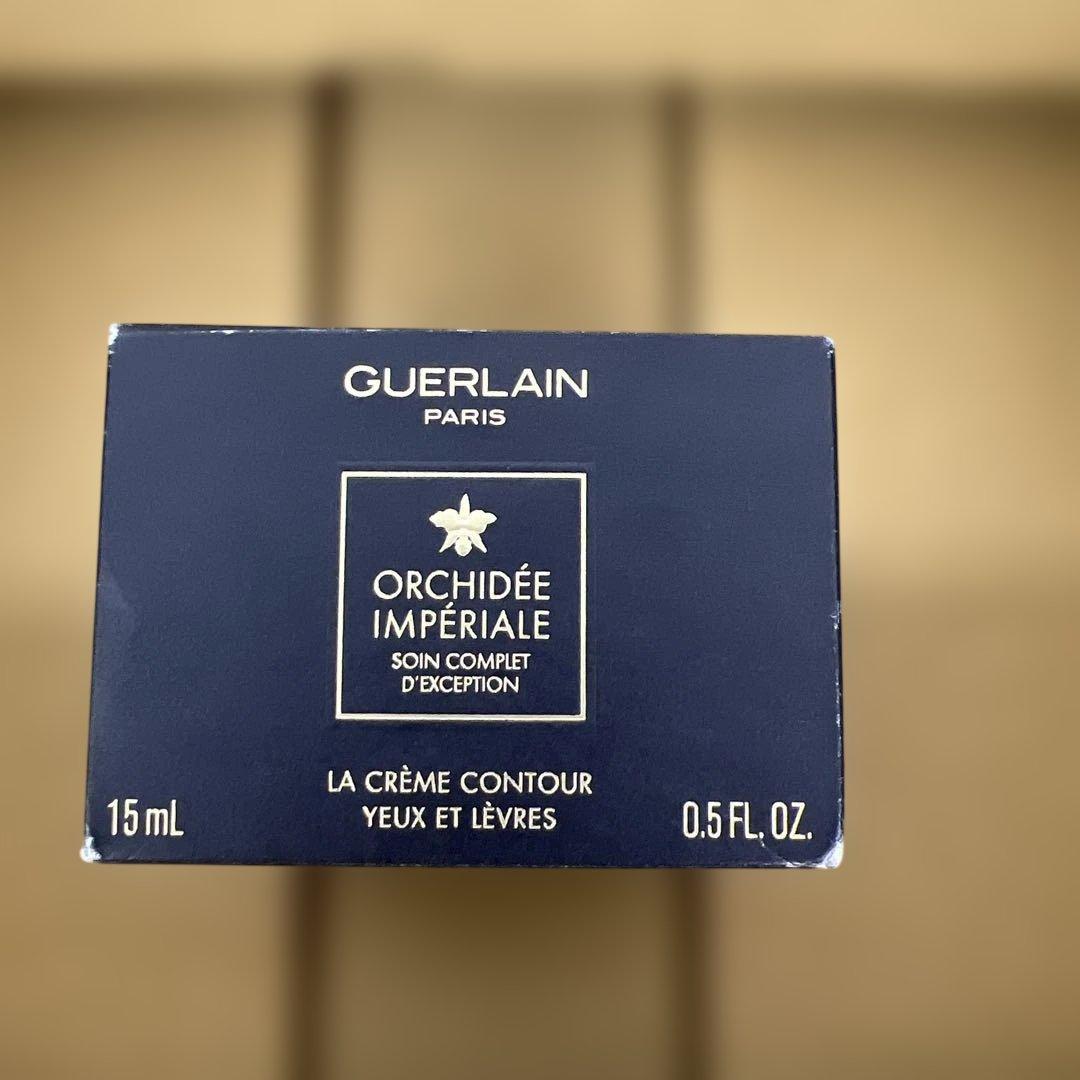 GUERLAIN
PARIS
ORCHIDÉE
IMPÉRIALE
SOIN COMPLET
D'EXCEPTION
LA CRÈME CONTOUR
YEUX ET LÈVRES
15 mL
0.5 FL. OZ.